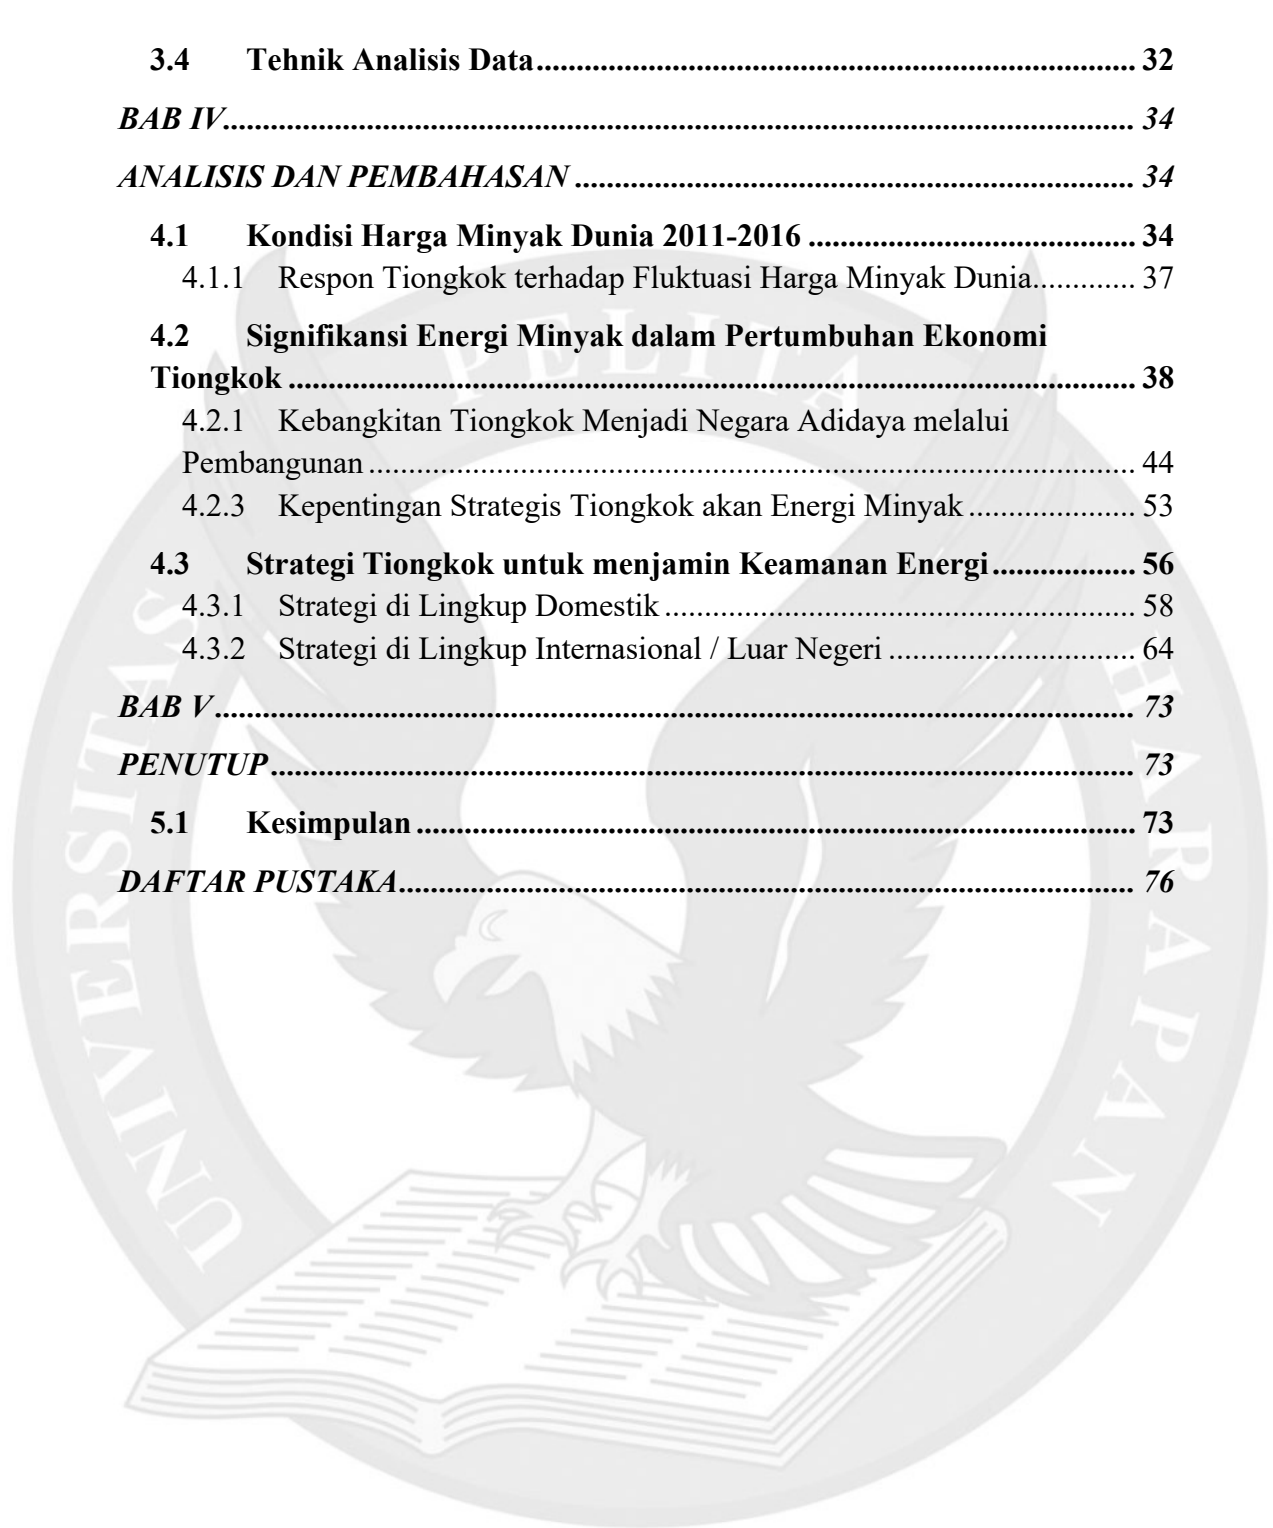 3.4 Tehnik Analisis Data.......... 32
BAB IV.......... 34
ANALISIS DAN PEMBAHASAN .......... 34
4.1 Kondisi Harga Minyak Dunia 2011-2016 .......... 34
4.1.1 Respon Tiongkok terhadap Fluktuasi Harga Minyak Dunia.......... 37
4.2 Signifikansi Energi Minyak dalam Pertumbuhan Ekonomi
Tiongkok .......... 38
4.2.1 Kebangkitan Tiongkok Menjadi Negara Adidaya melalui
Pembangunan .......... 44
4.2.3 Kepentingan Strategis Tiongkok akan Energi Minyak .......... 53
4.3 Strategi Tiongkok untuk menjamin Keamanan Energi.......... 56
4.3.1 Strategi di Lingkup Domestik .......... 58
4.3.2 Strategi di Lingkup Internasional / Luar Negeri .......... 64
BAB V.......... 73
PENUTUP.......... 73
5.1 Kesimpulan .......... 73
DAFTAR PUSTAKA.......... 76
UNIVERSITAS PELITA HARAPAN